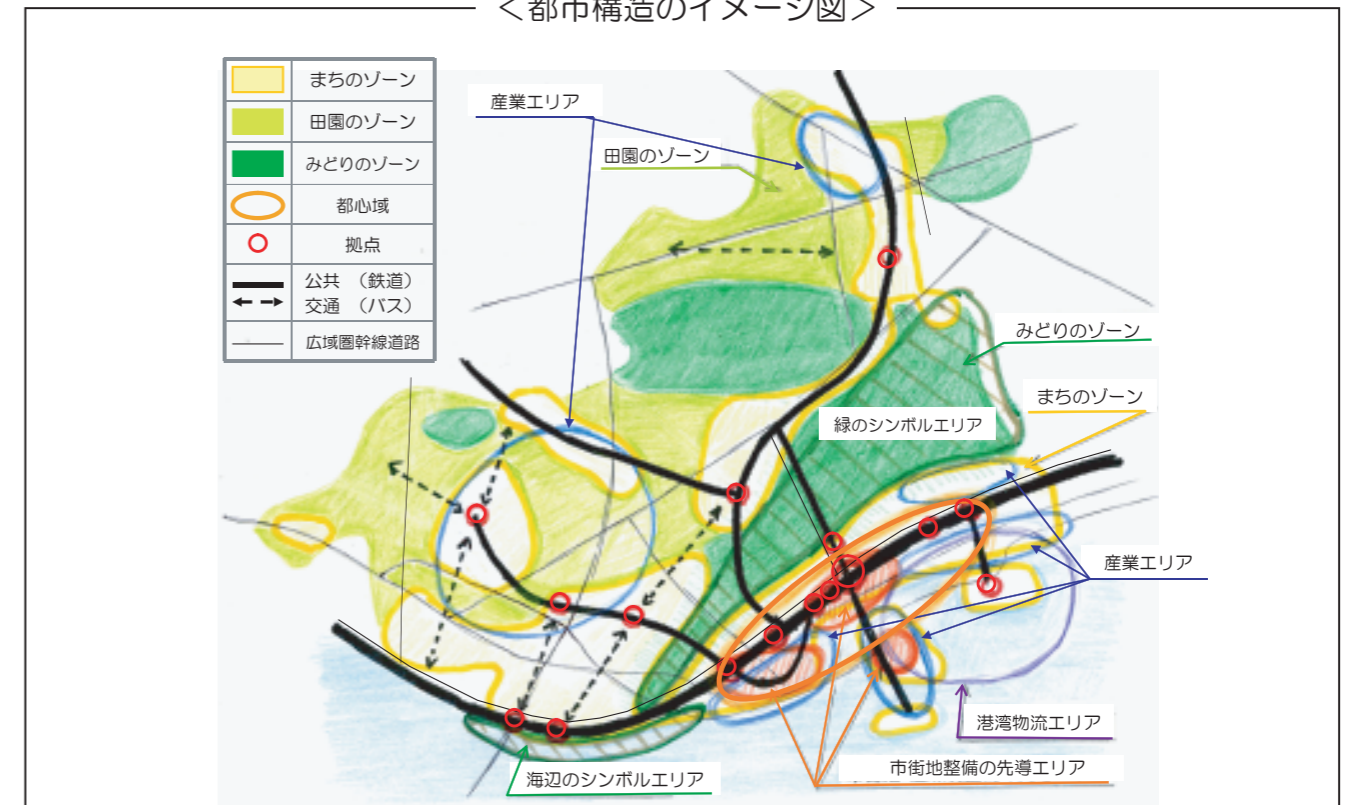 ＜都市構造のイメージ図＞
まちのゾーン
田園のゾーン
みどりのゾーン
都心域
拠点
公共 （鉄道）
交通 （バス）
広域圏幹線道路
産業エリア
田園のゾーン
みどりのゾーン
まちのゾーン
緑のシンボルエリア
産業エリア
港湾物流エリア
市街地整備の先導エリア
海辺のシンボルエリア